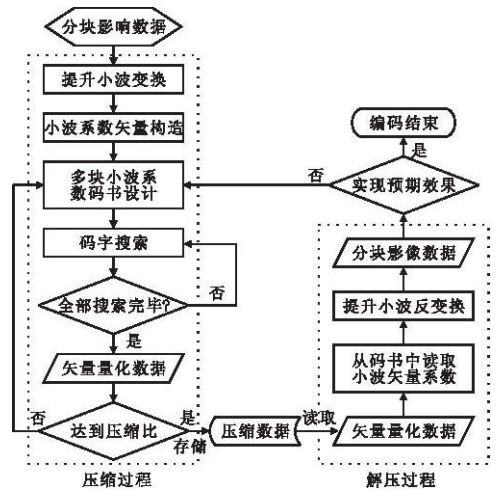 分块影响数据
提升小波变换
小波系数矢量构造
多块小波系
数码书设计
码字搜索
全部搜索完毕?
否
是
矢量量化数据
否
达到压缩比
是
存储
压缩过程
压缩数据
读取
矢量量化数据
从码书中读取
小波矢量系数
提升小波反变换
分块影像数据
实现预期效果
否
是
编码结束
解压过程